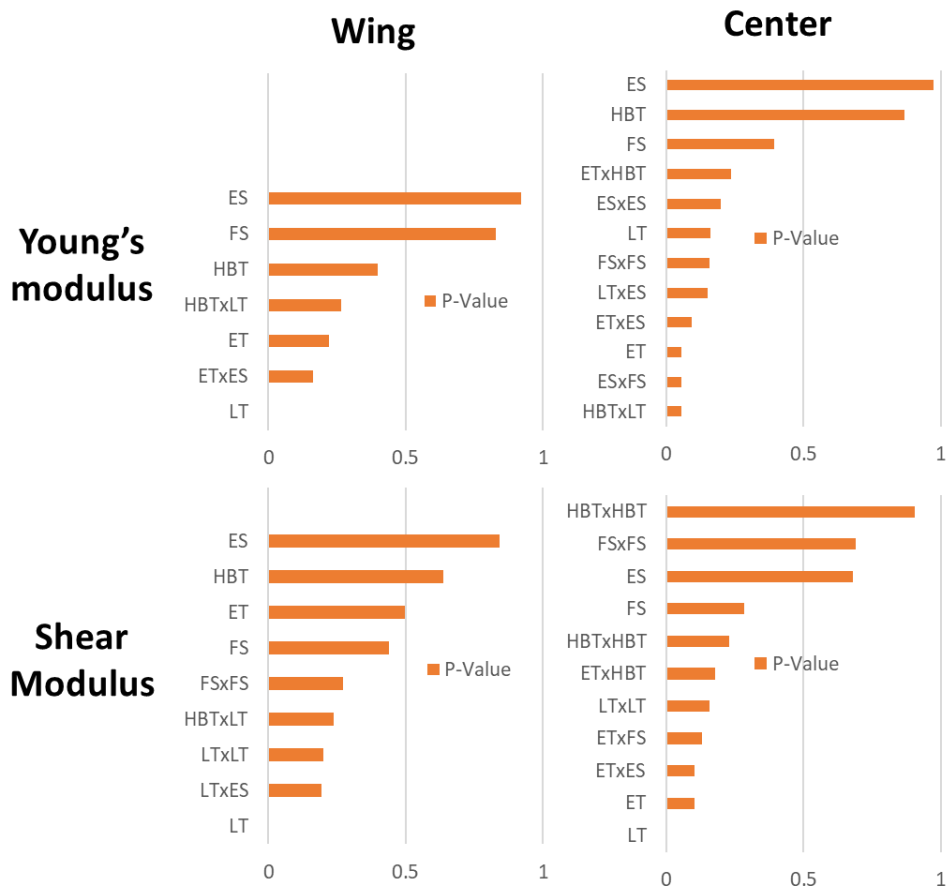 Wing
Center
Young's
modulus
ES
FS
HBT
HBTxLT
ET
ETxES
LT
P-Value
0
0.5
1
ES
HBT
FS
ETxHBT
ESxES
LT
FSxFS
LTxES
ETxES
ET
ESxFS
HBTxLT
P-Value
0
0.5
1
Shear
Modulus
ES
HBT
ET
FS
FSxFS
HBTxLT
LTxLT
LTxES
LT
P-Value
0
0.5
1
HBTxHBT
FSxFS
ES
FS
HBTxHBT
ETxHBT
LTxLT
ETxFS
ETxES
ET
LT
P-Value
0
0.5
1